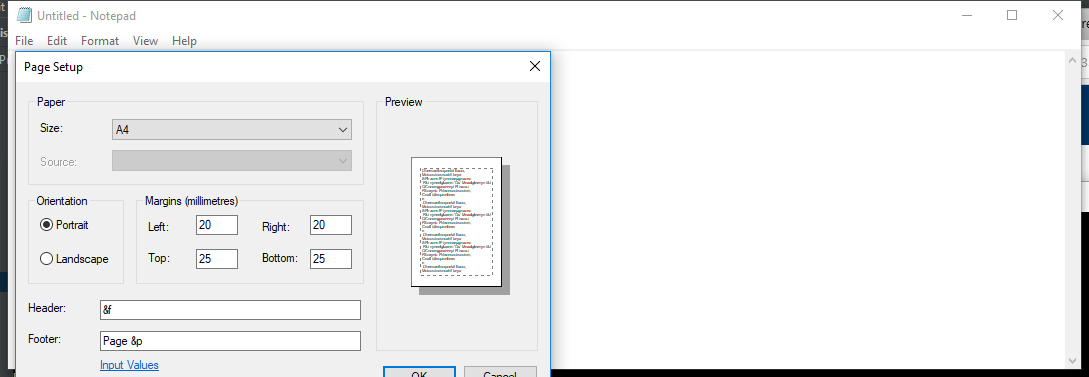 Untitled - Notepad
File Edit Format View Help
Page Setup
Paper
Size: A4
Source:
Preview
Orientation
Portrait
Landscape
Margins (millimetres)
Left: 20 Right: 20
Top: 25 Bottom: 25
Header: &f
Footer: Page &p
Input Values
OK Cancel